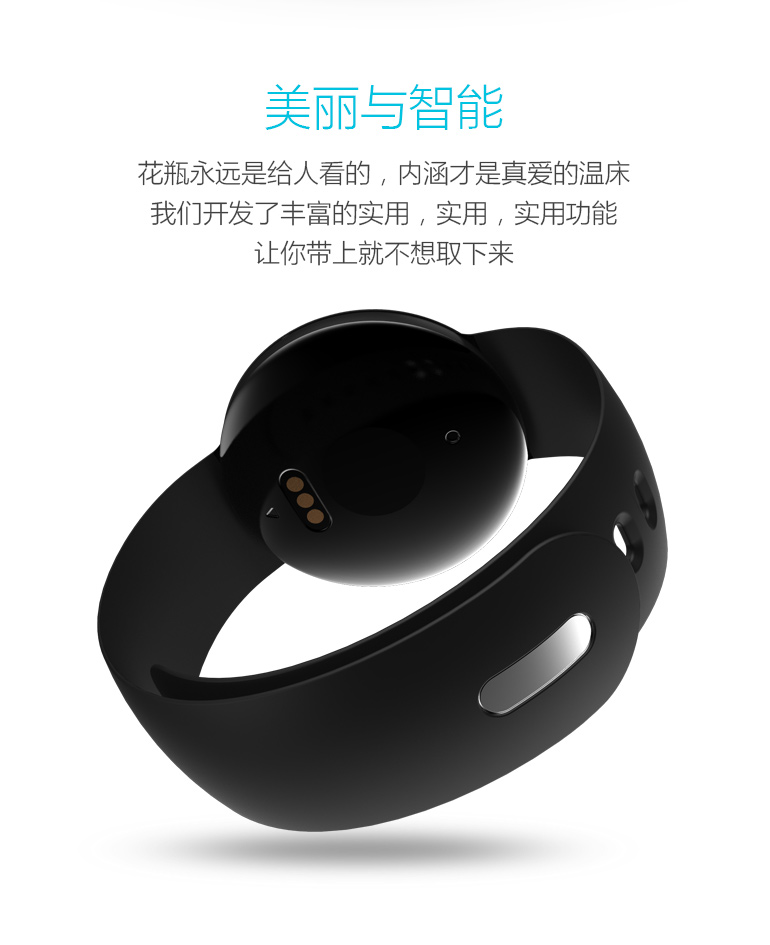 美丽与智能
花瓶永远是给人看的，内涵才是真爱的温床
我们开发了丰富的实用，实用，实用功能
让你带上就不想取下来